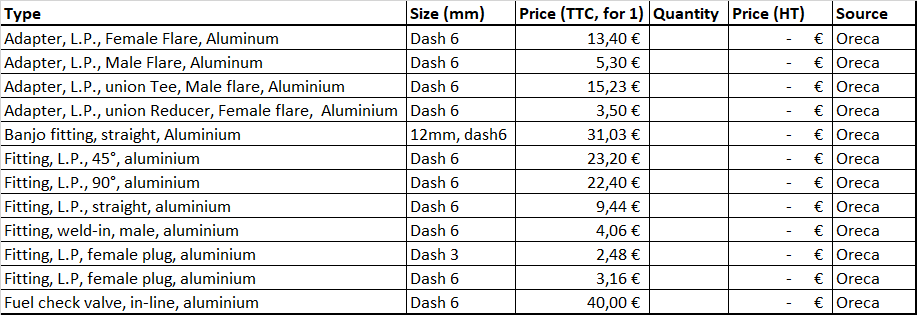 Type Size (mm) Price (TTC, for 1) Quantity Price (HT) Source
Adapter, L.P., Female Flare, Aluminum Dash 6 13,40 € - € Oreca
Adapter, L.P., Male Flare, Aluminum Dash 6 5,30 € - € Oreca
Adapter, L.P., union Tee, Male flare, Aluminium Dash 6 15,23 € - € Oreca
Adapter, L.P., union Reducer, Female flare, Aluminium Dash 6 3,50 € - € Oreca
Banjo fitting, straight, Aluminium 12mm, dash6 31,03 € - € Oreca
Fitting, L.P., 45°, aluminium Dash 6 23,20 € - € Oreca
Fitting, L.P., 90°, aluminium Dash 6 22,40 € - € Oreca
Fitting, L.P., straight, aluminium Dash 6 9,44 € - € Oreca
Fitting, weld-in, male, aluminium Dash 6 4,06 € - € Oreca
Fitting, L.P, female plug, aluminium Dash 3 2,48 € - € Oreca
Fitting, L.P, female plug, aluminium Dash 6 3,16 € - € Oreca
Fuel check valve, in-line, aluminium Dash 6 40,00 € - € Oreca